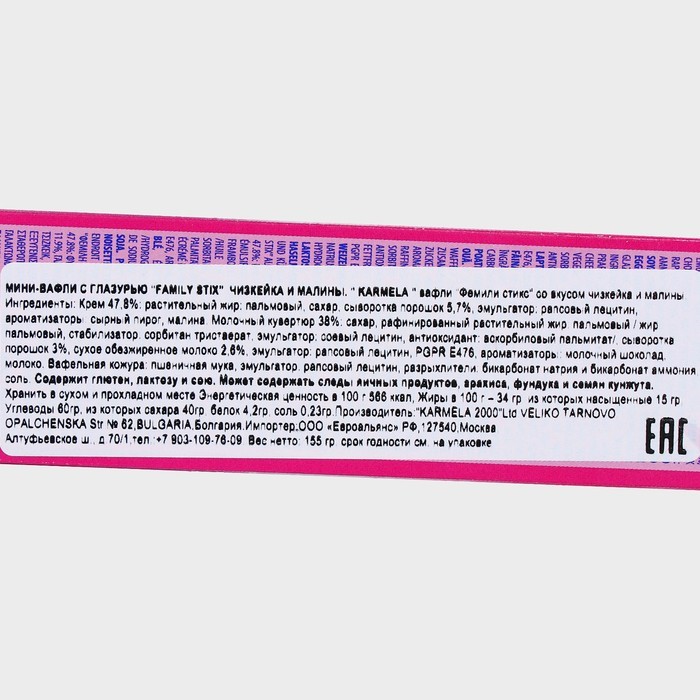 МИНИ-ВАФЛИ С ГЛАЗУРЬЮ "FAMILY STIX" ЧИЗКЕЙКА И МАЛИНЫ. " KARMELA " вафли "Фемили стикс" со вкусом чизкейка и малины
Ингредиенты: Крем 47,8%: растительный жир: пальмовый, сахар, сыворотка порошок 5,7%, эмульгатор: рапсовый лецитин,
ароматизаторы: сырный пирог, малина. Молочный кувертюр 38%: сахар, рафинированный растительный жир: пальмовый / жир
пальмовый, стабилизатор: сорбитан тристеарат, эмульгатор: соевый лецитин, антиоксидант: аскорбиловый пальмитат/, сыворотка
порошок 3%, сухое обезжиренное молоко 2,6%, эмульгатор: рапсовый лецитин, PGPR E476, ароматизаторы: молочный шоколад,
молоко. Вафельная кожура: пшеничная мука, эмульгатор: рапсовый лецитин, разрыхлители: бикарбонат натрия и бикарбонат аммония
соль. Содержит глютен, лактозу и сою. Может содержать следы яичных продуктов, арахиса, фундука и семян кунжута.
Хранить в сухом и прохладном месте Энергетическая ценность в 100 г 566 ккал, Жиры в 100 г – 34 гр. из которых насыщенные 15 гр.
Углеводы 60гр, из которых сахара 40гр, белок 4,2гр, соль 0,23гр.Производитель:"KARMELA 2000"Ltd VELIKO TARNOVO
OPALCHENSKA Str № 62,BULGARIA,Болгария.Импортер:ООО «Евроальянс» РФ,127540,Москва
Алтуфьевское ш., д 70/1,тел :+7 903-109-76-09 Вес нетто: 155 гр. срок годности см. на упаковке
EAC